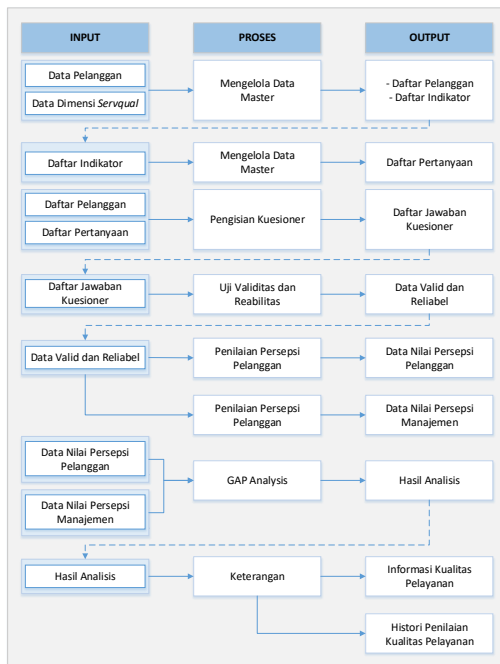 INPUT
PROSES
OUTPUT
Data Pelanggan
Data Dimensi Servqual
Mengelola Data
Master
- Daftar Pelanggan
- Daftar Indikator
Daftar Indikator
Mengelola Data
Master
Daftar Pertanyaan
Daftar Pelanggan
Daftar Pertanyaan
Pengisian Kuesioner
Daftar Jawaban
Kuesioner
Daftar Jawaban
Kuesioner
Uji Validitas dan
Reabilitas
Data Valid dan
Reliabel
Data Valid dan Reliabel
Penilaian Persepsi
Pelanggan
Data Nilai Persepsi
Pelanggan
Penilaian Persepsi
Pelanggan
Data Nilai Persepsi
Manajemen
Data Nilai Persepsi
Pelanggan
Data Nilai Persepsi
Manajemen
GAP Analysis
Hasil Analisis
Hasil Analisis
Keterangan
Informasi Kualitas
Pelayanan
Histori Penilaian
Kualitas Pelayanan